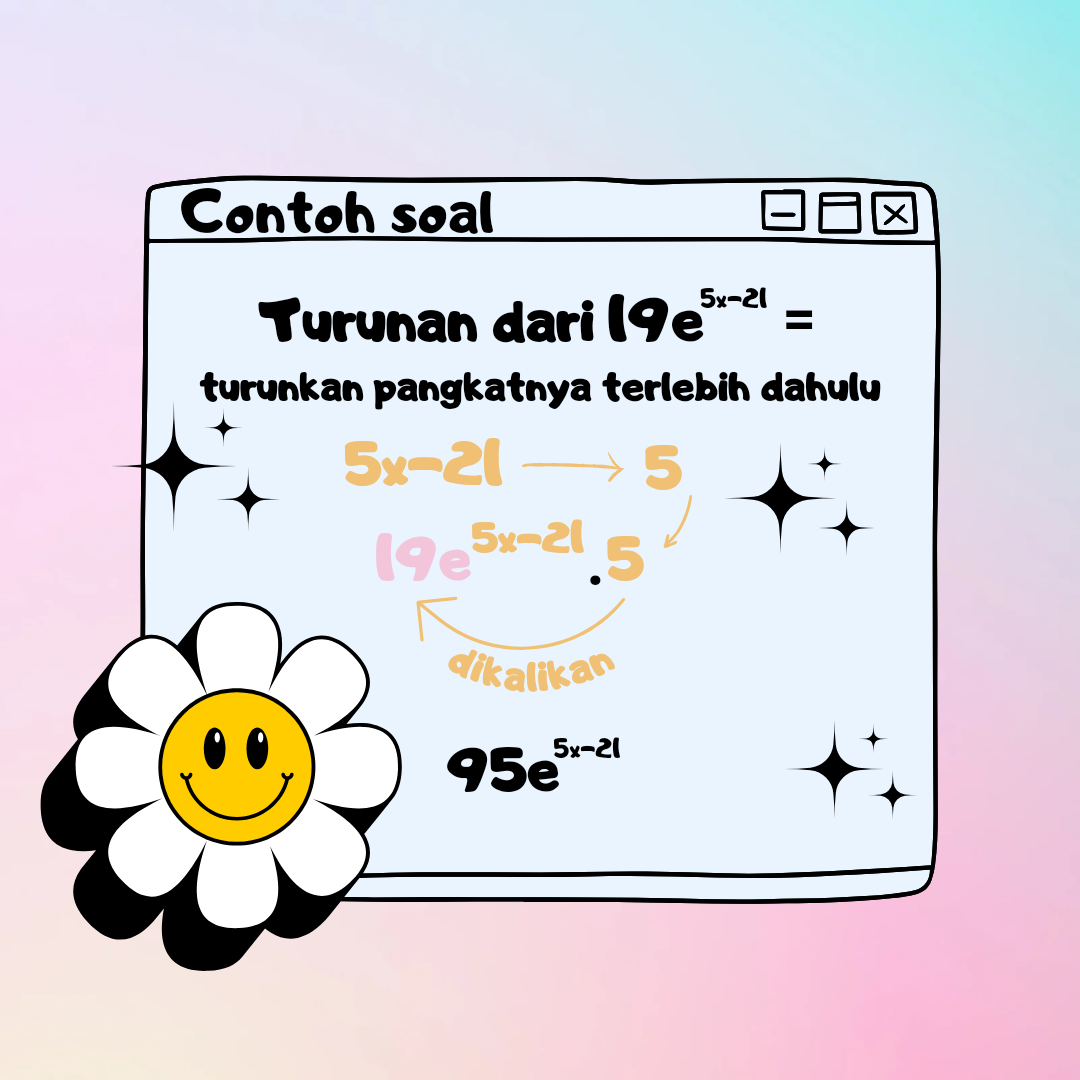 Contoh soal
Turunan dari 19e^5x-21 =
turunkan pangkatnya terlebih dahulu
5x-21 → 5
19e^5x-21 . 5
dikalikan
95e^5x-21